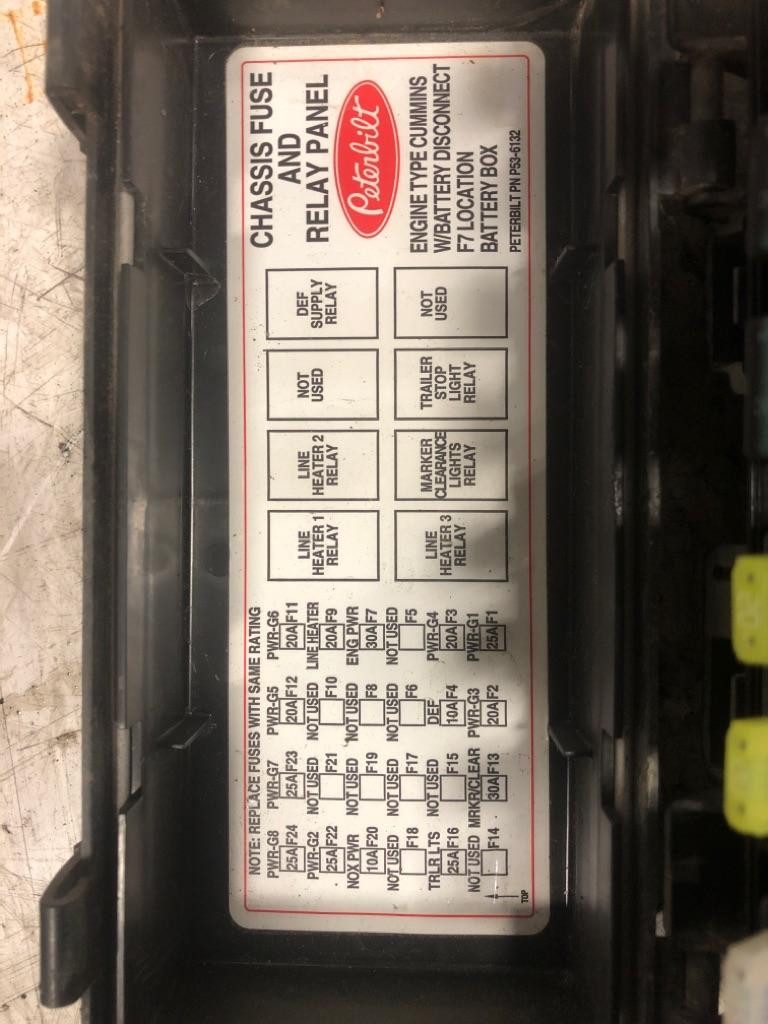 CHASSIS FUSE
AND
RELAY PANEL
Peterbilt
ENGINE TYPE CUMMINS
W/BATTERY DISCONNECT
F7 LOCATION
BATTERY BOX
PETERBILT PN P53-6132
NOTE: REPLACE FUSES WITH SAME RATING
PWR-G8 PWR-G7 PWR-G5 PWR-G6
25A F24 25A F23 20A F12 20A F11
PWR-G2 NOT USED NOT USED LINE HEATER
25A F22 F21 F10 20A F9
NOX PWR NOT USED NOT USED ENG PWR
10A F20 F19 F8 30A F7
NOT USED NOT USED NOT USED NOT USED
F18 F17 F6 F5
TRLR LTS NOT USED DEF PWR-G4
25A F16 F15 10A F4 20A F3
NOT USED MRKR/CLEAR PWR-G3 PWR-G1
F14 30A F13 20A F2 25A F1
TOP
LINE
HEATER 1
RELAY
LINE
HEATER 2
RELAY
NOT
USED
DEF
SUPPLY
RELAY
LINE
HEATER 3
RELAY
MARKER
CLEARANCE
LIGHTS
RELAY
TRAILER
STOP
LIGHT
RELAY
NOT
USED